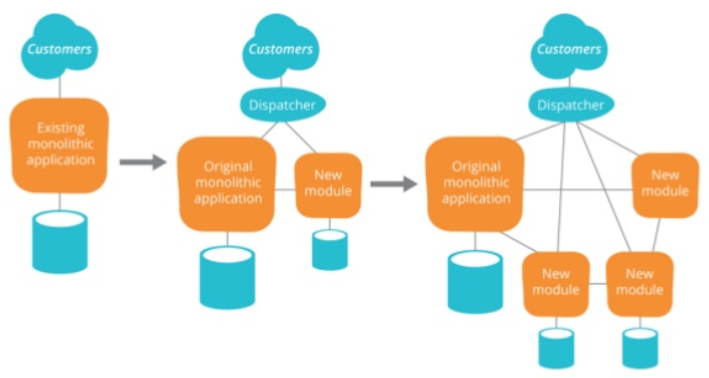 Customers
Existing
monolithic
application
Customers
Dispatcher
Original
monolithic
application
New
module
Customers
Dispatcher
Original
monolithic
application
New
module
New
module
New
module